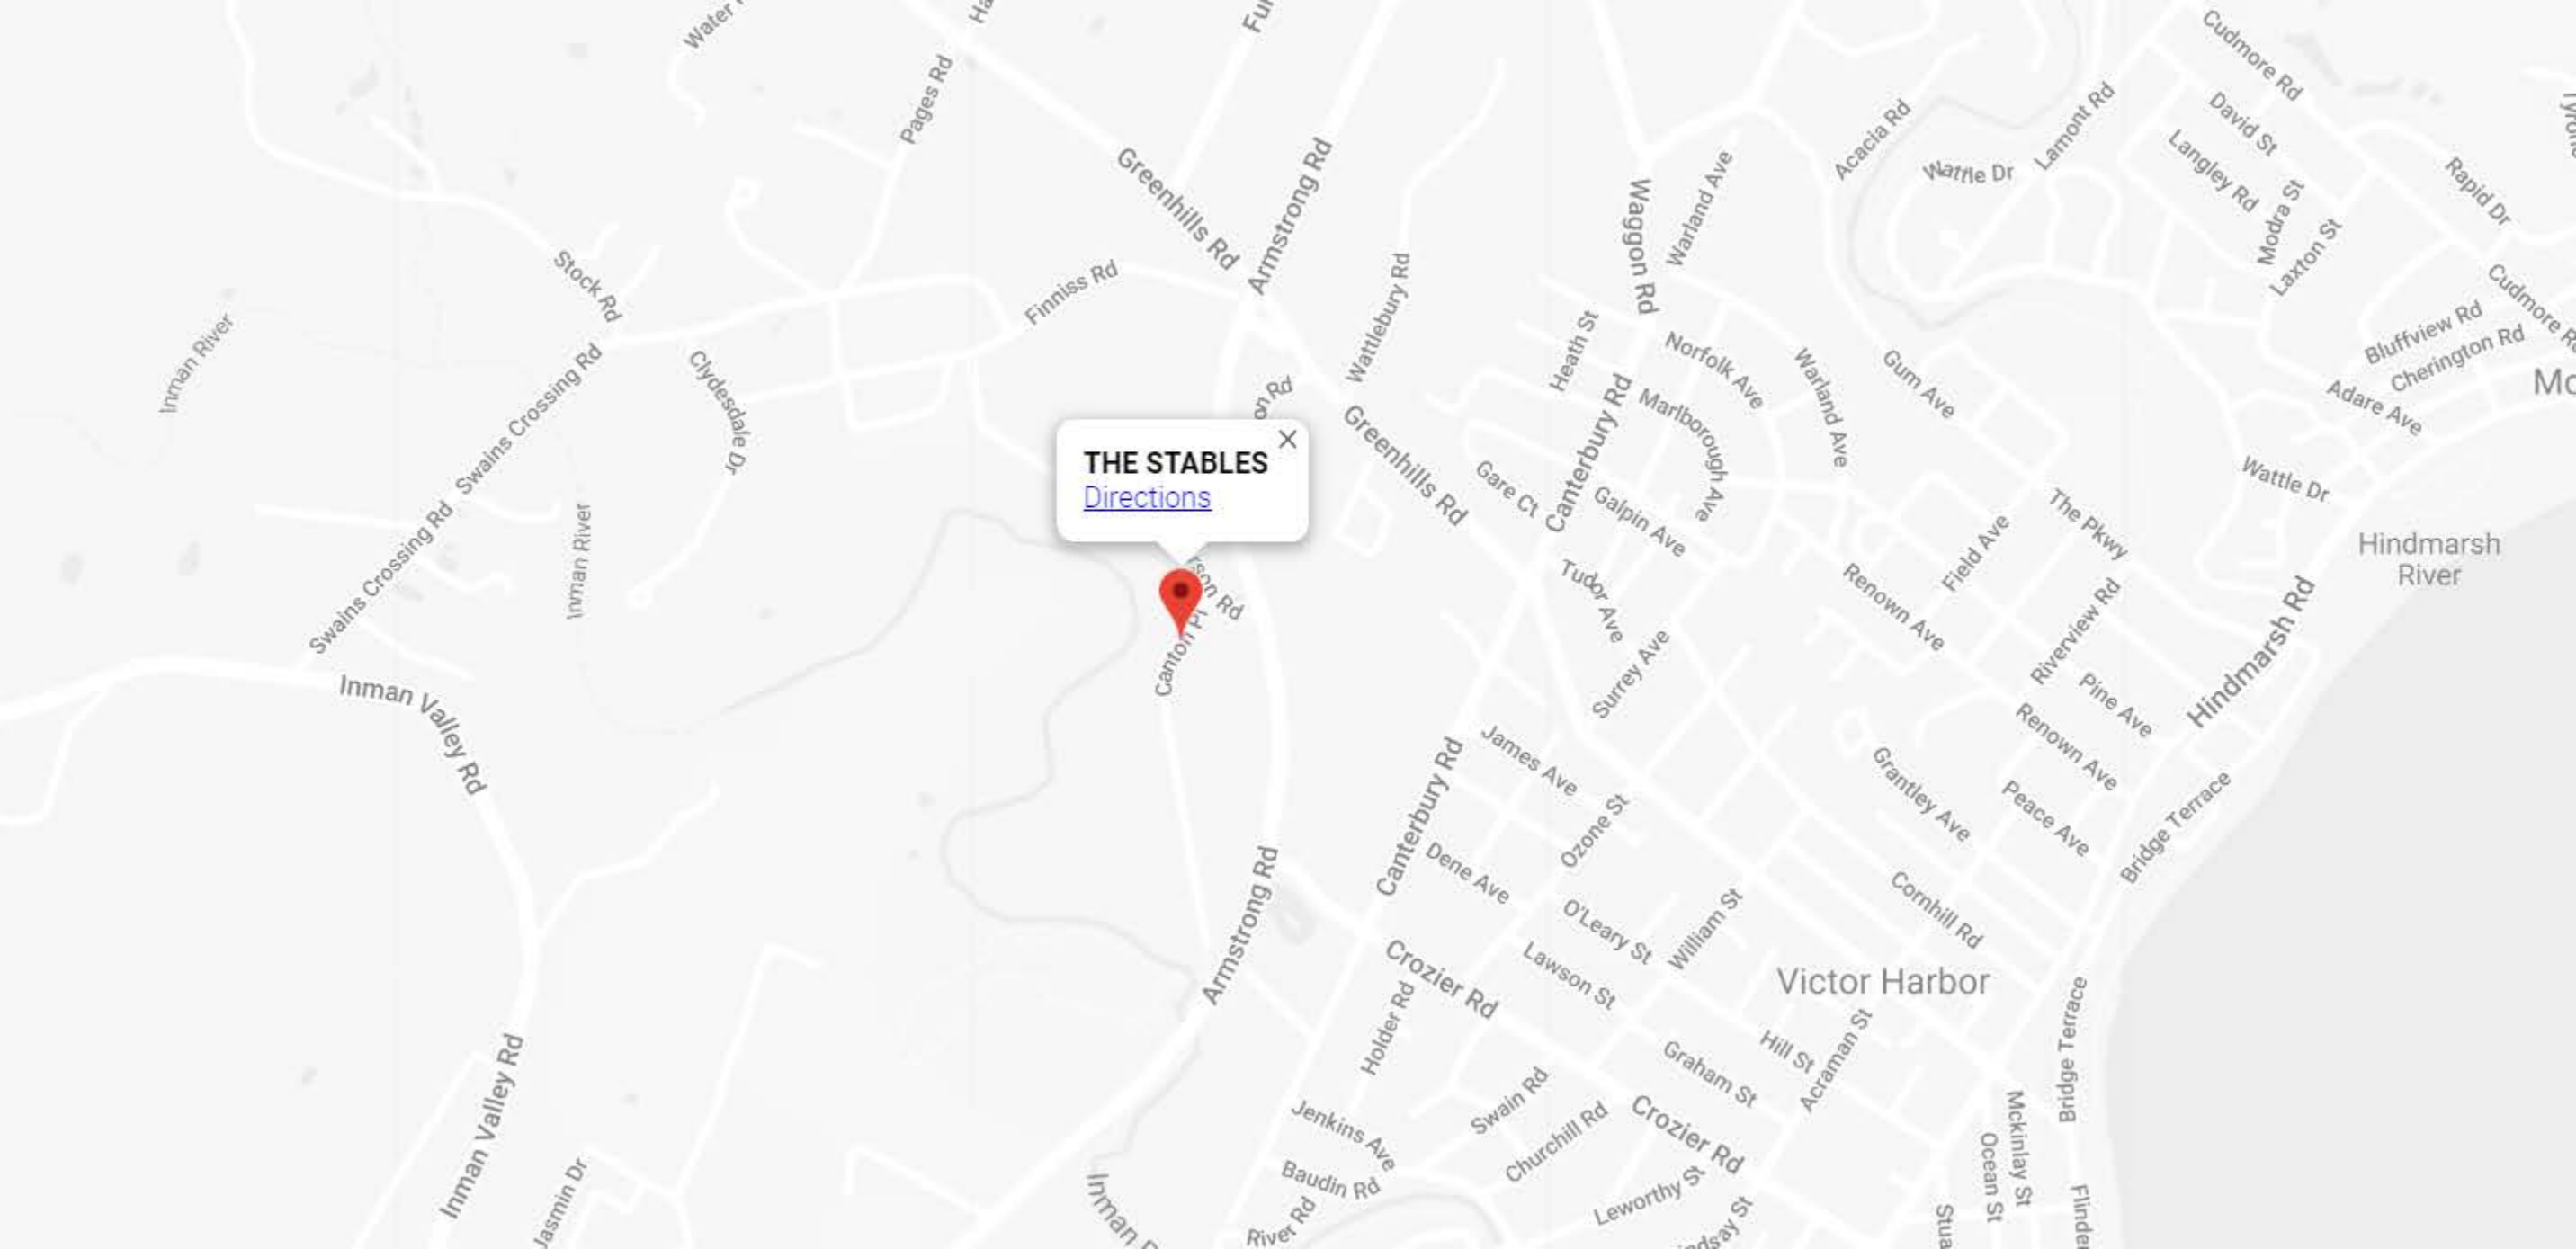 Water
Pages Rd
Greenhills Rd
Armstrong Rd
Waggon Rd
Warland Ave
Acacia Rd
Wattle Dr
Lamont Rd
Cudmore Rd
David St
Langley Rd
Modra St
Laxton St
Rapid Dr
Stock Rd
Finniss Rd
Wattlebury Rd
Inman River
Swains Crossing Rd
Clydesdale Dr
Heath St
Norfolk Ave
Warland Ave
Gum Ave
Cudmore
Bluffview Rd
Cherington Rd
Adare Ave
Marlborough Ave
Canterbury Rd
Rd
THE STABLES
Directions
Greenhills Rd
Gare Ct
Galpin Ave
Wattle Dr
The Pkwy
Hindmarsh
River
Swains Crossing Rd
Inman River
Tudor Ave
Renown Ave
Field Ave
Rd
Canton Pl
Surrey Ave
Riverview Rd
Hindmarsh Rd
Pine Ave
Inman Valley Rd
James Ave
Canterbury Rd
Renown Ave
Grantley Ave
Peace Ave
Bridge Terrace
Ozone St
Dene Ave
Armstrong Rd
Cornhill Rd
O'Leary St
William St
Crozier Rd
Lawson St
Victor Harbor
Holder Rd
Hill St
Acraman St
Graham St
Bridge Terrace
Inman Valley Rd
Swain Rd
Jenkins Ave
Churchill Rd
Crozier Rd
Mckinlay St
Ocean St
Jasmin Dr
Baudin Rd
Leworthy St
River Rd
Inman